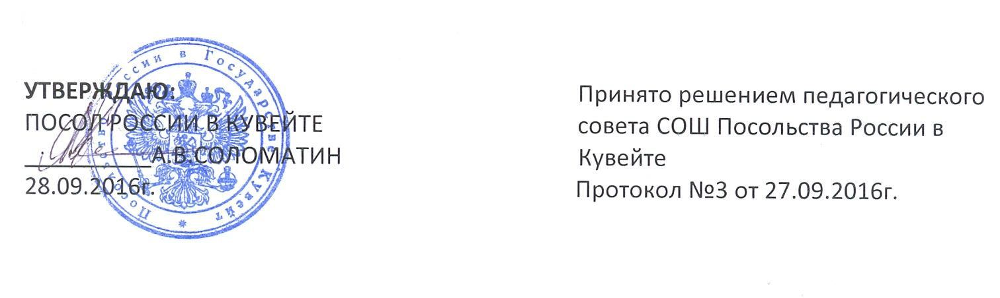 УТВЕРЖДАЮ:
ПОСОЛ РОССИИ В КУВЕЙТЕ
__________А.В.СОЛОМАТИН
28.09.2016г.
Посольство России в Государстве Кувейт
Принято решением педагогического
совета СОШ Посольства России в
Кувейте
Протокол №3 от 27.09.2016г.